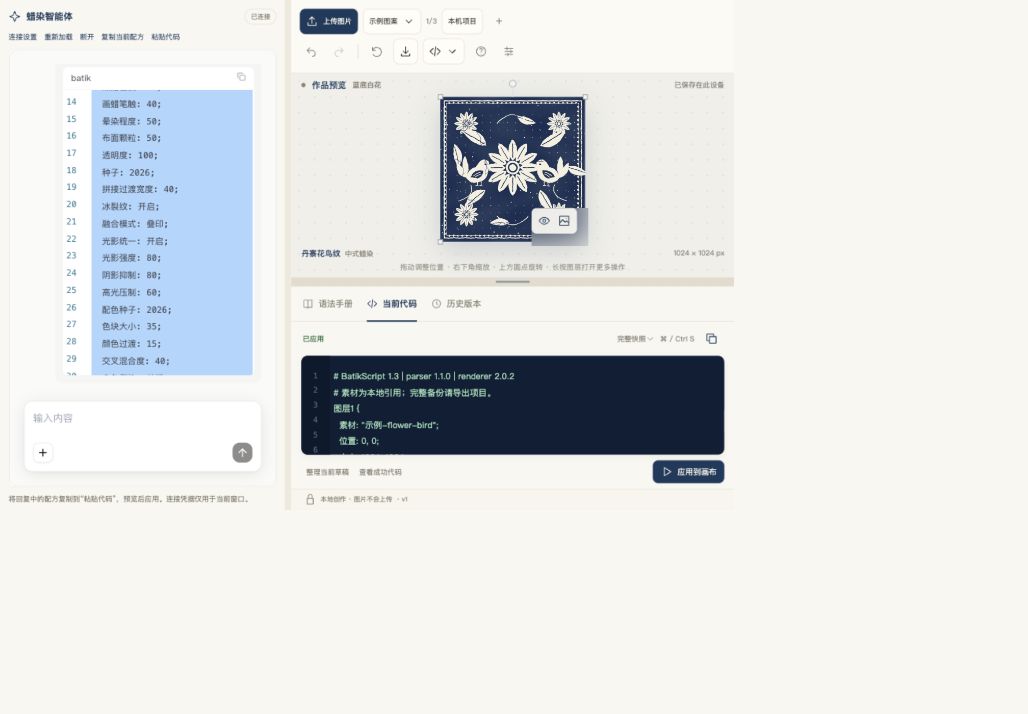 蜡染智能体
已连接
连接设置 重新加载 断开 复制当前配方 粘贴代码
batik
14 画蜡笔触: 40;
15 晕染程度: 50;
16 布面颗粒: 50;
17 透明度: 100;
18 种子: 2026;
19 拼接过渡宽度: 40;
20 冰裂纹: 开启;
21 融合模式: 叠印;
22 光影统一: 开启;
23 光影强度: 80;
24 阴影抑制: 80;
25 高光压制: 60;
26 配色种子: 2026;
27 色块大小: 35;
28 颜色过渡: 15;
29 交叉混合度: 40;
输入内容
将回复中的配方复制到“粘贴代码”，预览后应用。连接凭据仅用于当前窗口。
上传图片 示例图案 1/3 本机项目 +
作品预览 蓝底白花
已保存在此设备
丹寨花鸟纹 中式蜡染
1024 × 1024 px
拖动调整位置 · 右下角缩放 · 上方圆点旋转 · 长按图层打开更多操作
语法手册 </> 当前代码 历史版本
已应用
完整快照 ⌘ / Ctrl S
1 # BatikScript 1.3 | parser 1.1.0 | renderer 2.0.2
2 # 素材为本地引用；完整备份请导出项目。
3 图层1 {
4 素材: "示例-flower-bird";
5 位置: 0, 0;
6
整理当前草稿 查看成功代码
应用到画布
本地创作 · 图片不会上传 · v1